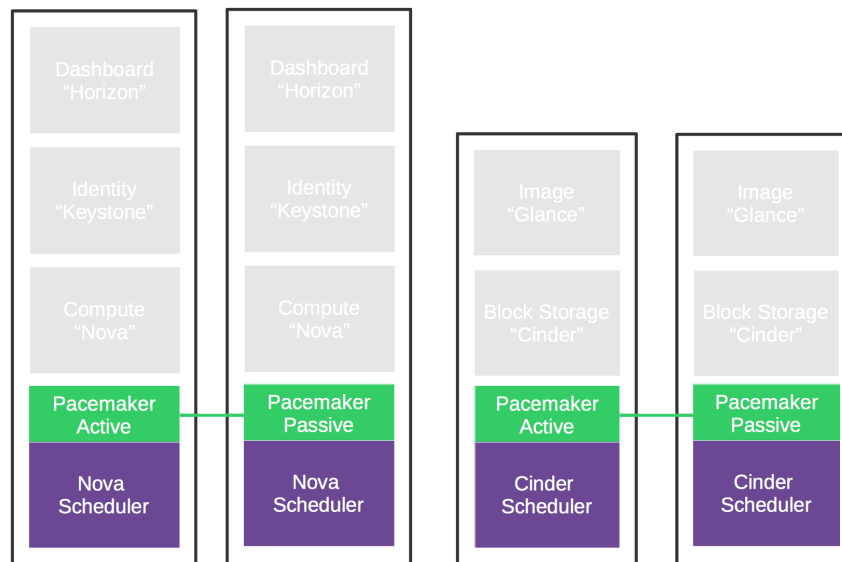 Dashboard
“Horizon”
Identity
“Keystone”
Compute
“Nova”
Pacemaker
Active
Nova
Scheduler
Dashboard
“Horizon”
Identity
“Keystone”
Compute
“Nova”
Pacemaker
Passive
Nova
Scheduler
Image
“Glance”
Block Storage
“Cinder”
Pacemaker
Active
Cinder
Scheduler
Image
“Glance”
Block Storage
“Cinder”
Pacemaker
Passive
Cinder
Scheduler